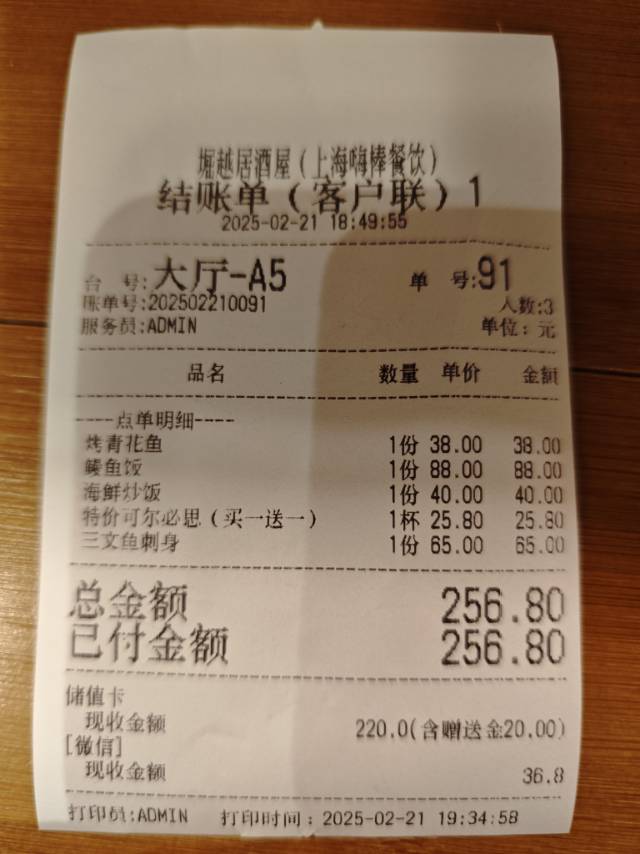 堀越居酒屋(上海嗨棒餐饮)
结账单(客户联)1
2025-02-21 18:49:55
台 号:大厅-A5 单 号:91
账单号:202502210091 人数:3
服务员:ADMIN 单位:元
品名 数量 单价 金额
----点单明细----
烤青花鱼 1份 38.00 38.00
鳗鱼饭 1份 88.00 88.00
海鲜炒饭 1份 40.00 40.00
特价可尔必思(买一送一) 1杯 25.80 25.80
三文鱼刺身 1份 65.00 65.00
总金额 256.80
已付金额 256.80
储值卡
现收金额 220.0(含赠送金20.00)
[微信]
现收金额 36.8
打印员:ADMIN 打印时间:2025-02-21 19:34:58